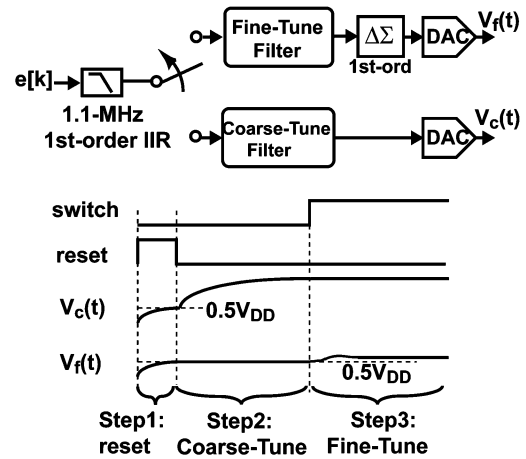 Fine-Tune
Filter
ΔΣ
1st-ord
DAC
Vf(t)
e[k]
1.1-MHz
1st-order IIR
Coarse-Tune
Filter
DAC
Vc(t)
switch
reset
Vc(t)
0.5VDD
Vf(t)
0.5VDD
Step1:
reset
Step2:
Coarse-Tune
Step3:
Fine-Tune